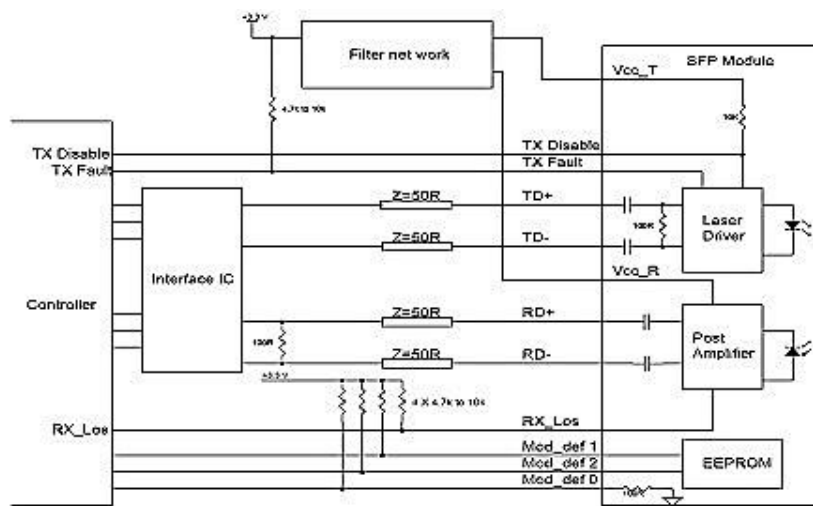 +3.3 V
Filter net work
SFP Module
Vcc_T
4.7k to 10k
10K
TX Disable
TX Disable
TX Fault
TX Fault
Z=50R
TD+
100R
Laser
Driver
Z=50R
TD-
Interface IC
Vcc_R
Controller
Z=50R
RD+
100R
Post
Amplifier
Z=50R
RD-
+3.3 V
4 X 4.7k to 10k
RX_Los
RX_Los
Mod_def 1
Mod_def 2
EEPROM
Mod_def 0